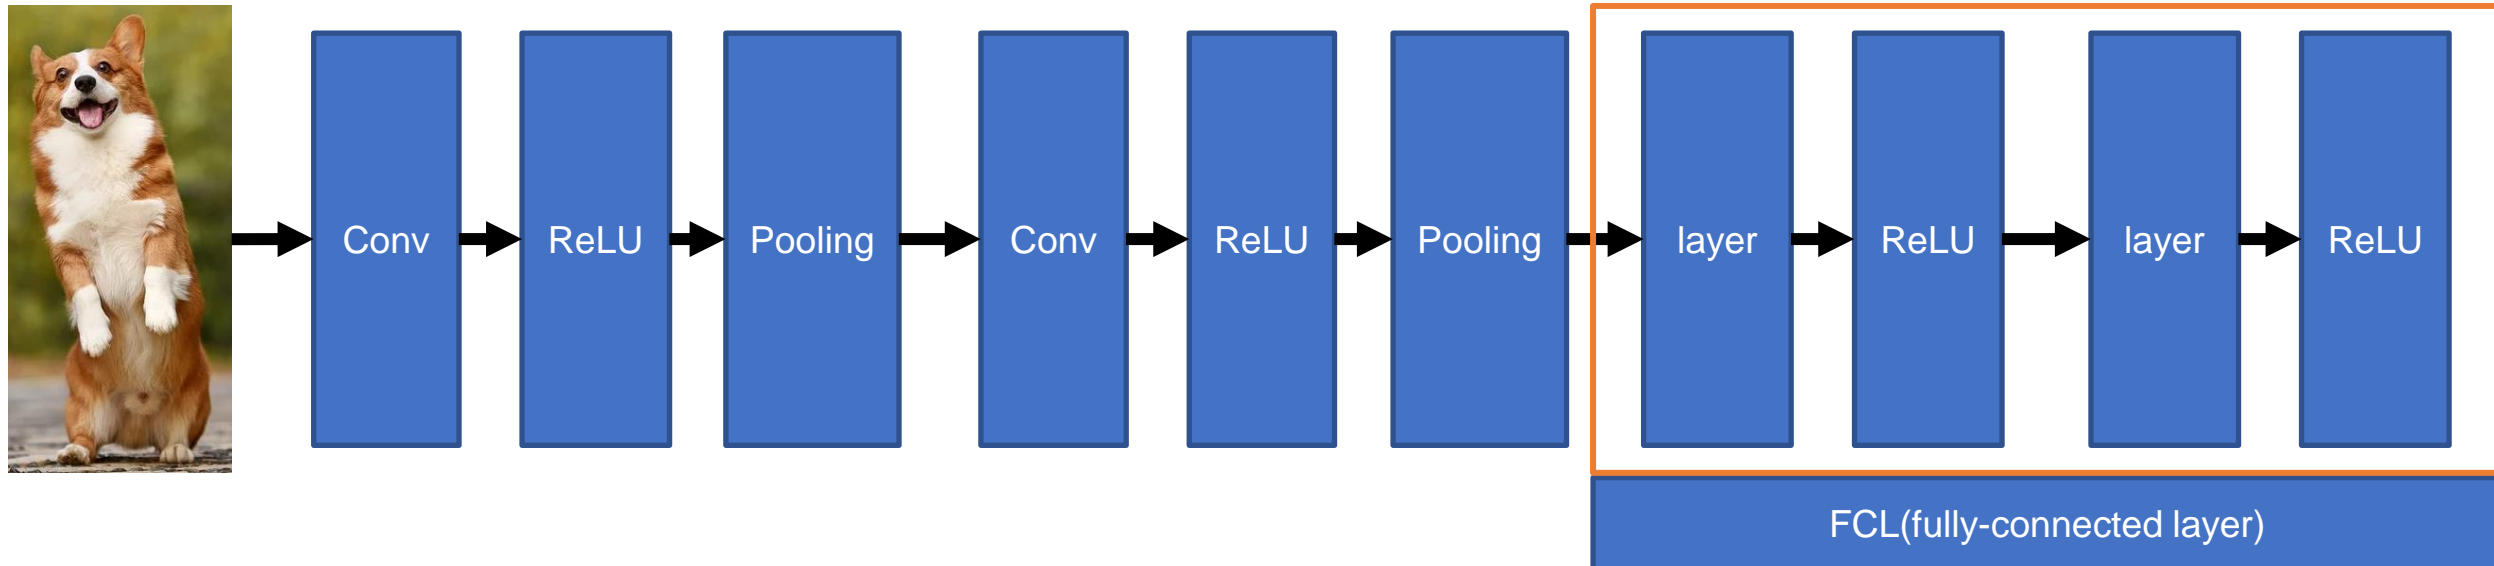 Conv
ReLU
Pooling
Conv
ReLU
Pooling
layer
ReLU
layer
ReLU
FCL(fully-connected layer)